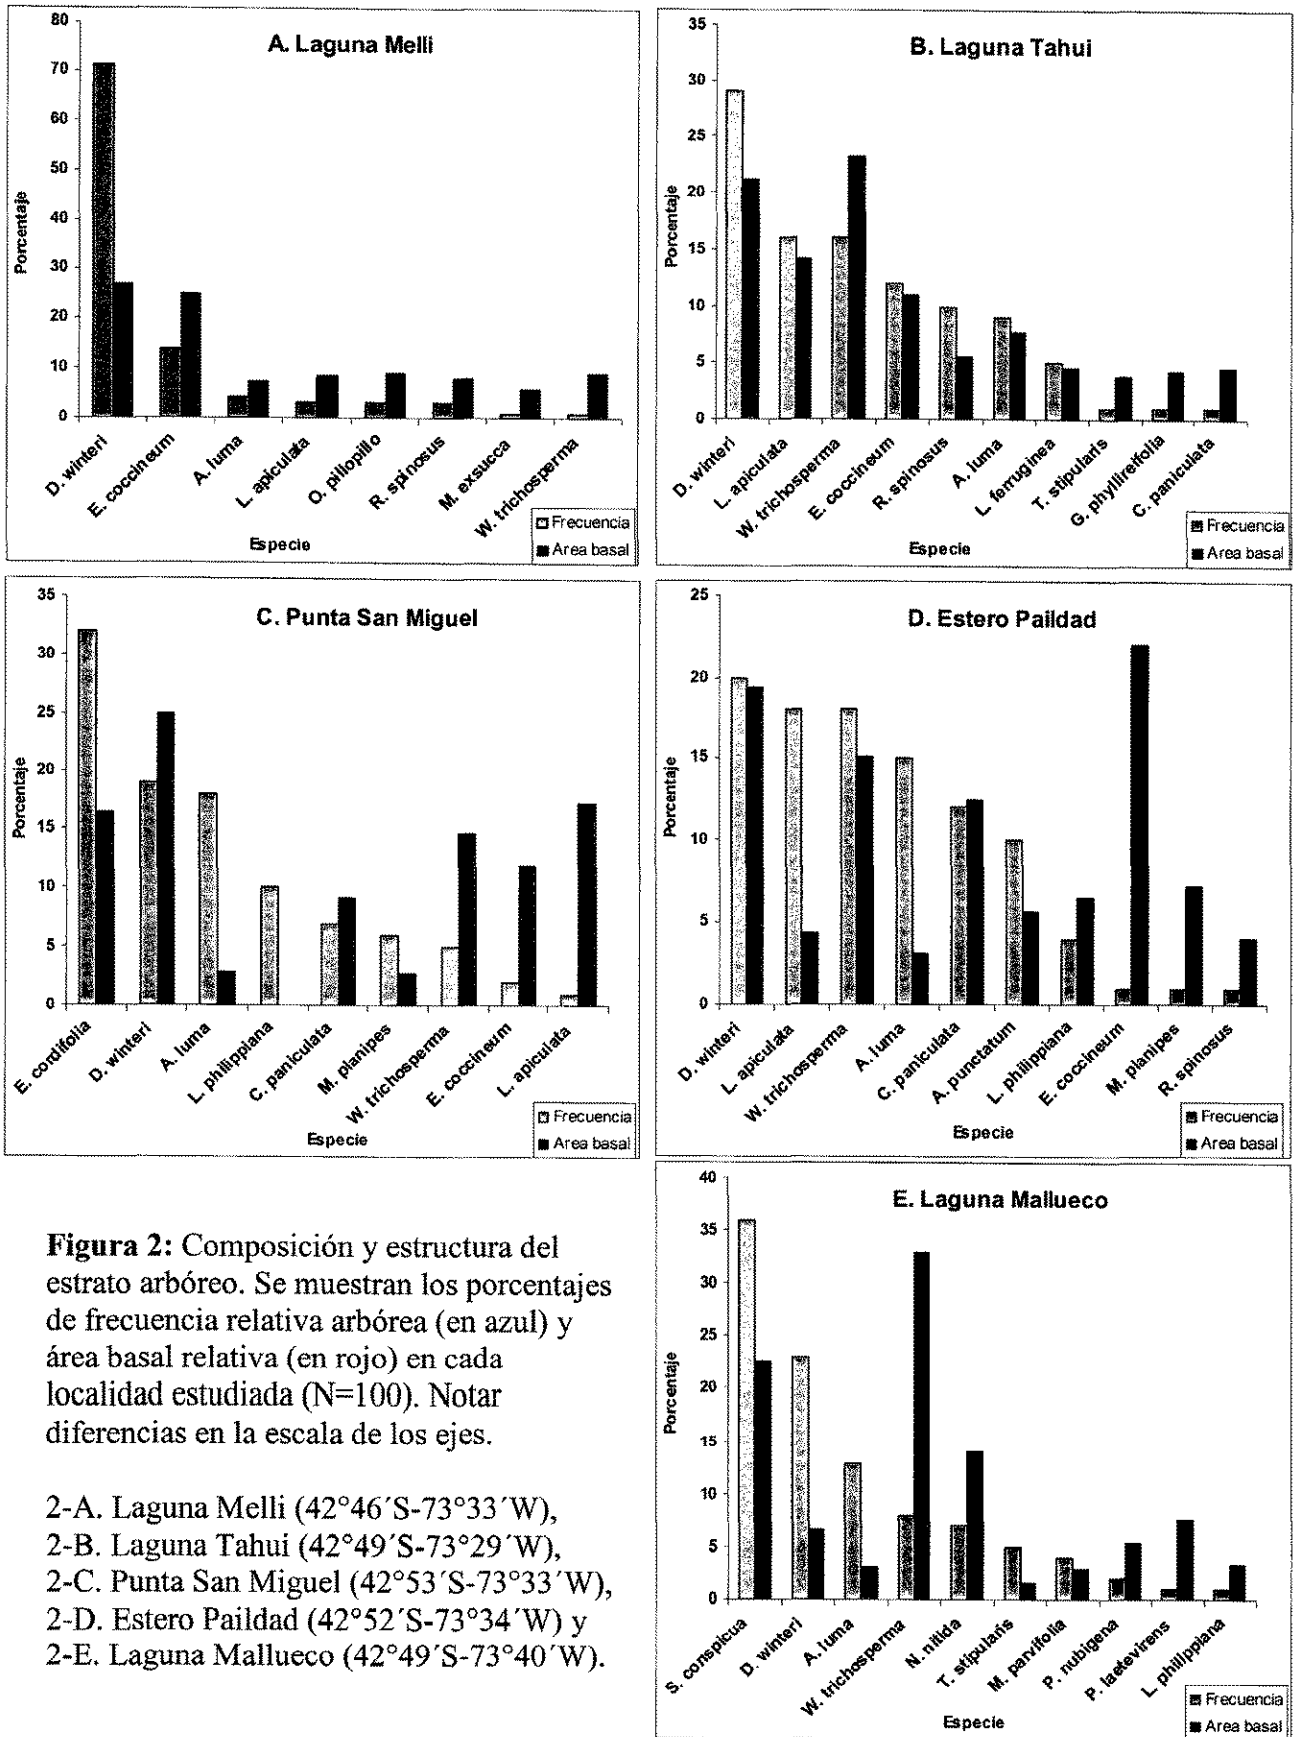 A. Laguna Melli
Porcentaje
80
70
60
50
40
30
20
10
0
D. winteri
E. coccineum
A. luma
L. apiculata
O. pillopillo
R. spinosus
M. exsucca
W. trichosperma
Especie
Frecuencia
Area basal
B. Laguna Tahui
Porcentaje
35
30
25
20
15
10
5
0
D. winteri
L. apiculata
W. trichosperma
E. coccineum
R. spinosus
A. luma
L. ferruginea
T. stipularis
G. phyllireifolia
C. paniculata
Especie
Frecuencia
Area basal
C. Punta San Miguel
Porcentaje
35
30
25
20
15
10
5
0
E. cordifolia
D. winteri
A. luma
L. philippiana
C. paniculata
M. planipes
W. trichosperma
E. coccineum
L. apiculata
Especie
Frecuencia
Area basal
D. Estero Paildad
Porcentaje
25
20
15
10
5
0
D. winteri
L. apiculata
W. trichosperma
A. luma
C. paniculata
A. punctatum
L. philippiana
E. coccineum
M. planipes
R. spinosus
Especie
Frecuencia
Area basal
E. Laguna Mallueco
Porcentaje
40
35
30
25
20
15
10
5
0
S. conspicua
D. winteri
A. luma
W. trichosperma
N. nitida
T. stipularis
M. parvifolia
P. nubigena
P. laetevirens
L. philippiana
Especie
Frecuencia
Area basal
Figura 2: Composición y estructura del
estrato arbóreo. Se muestran los porcentajes
de frecuencia relativa arbórea (en azul) y
área basal relativa (en rojo) en cada
localidad estudiada (N=100). Notar
diferencias en la escala de los ejes.
2-A. Laguna Melli (42°46´S-73°33´W),
2-B. Laguna Tahui (42°49´S-73°29´W),
2-C. Punta San Miguel (42°53´S-73°33´W),
2-D. Estero Paildad (42°52´S-73°34´W) y
2-E. Laguna Mallueco (42°49´S-73°40´W).